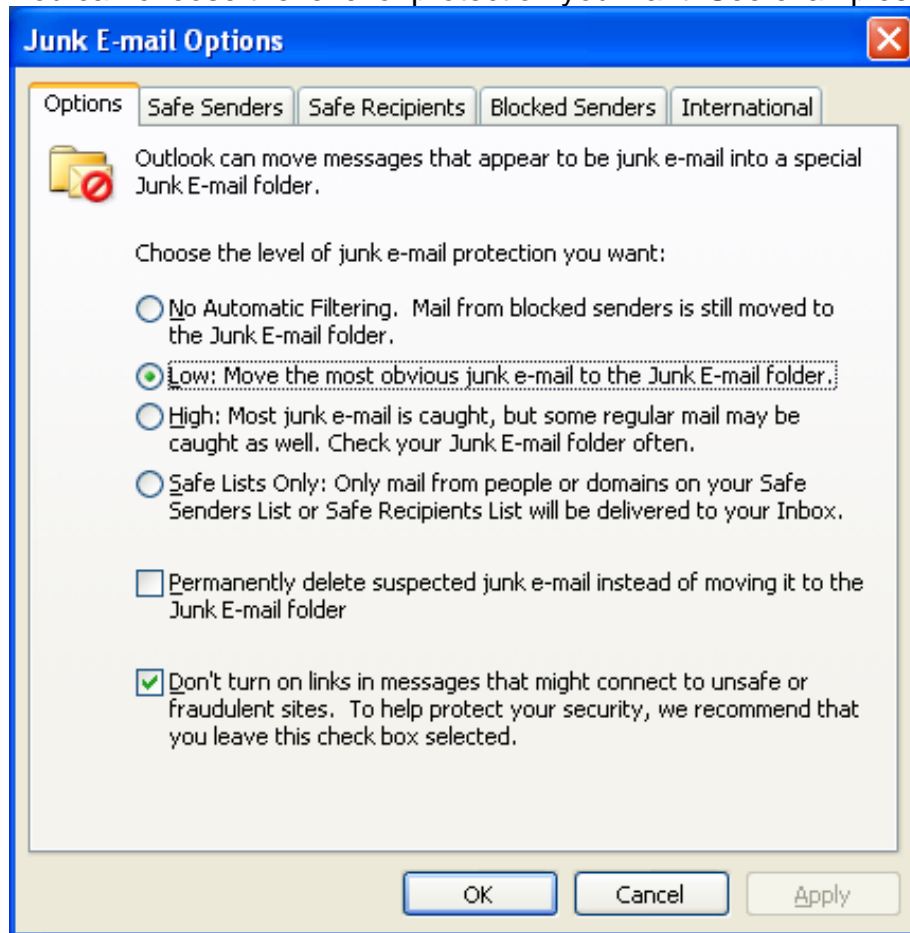 Junk E-mail Options
Options Safe Senders Safe Recipients Blocked Senders International
Outlook can move messages that appear to be junk e-mail into a special
Junk E-mail folder.
Choose the level of junk e-mail protection you want:
No Automatic Filtering.  Mail from blocked senders is still moved to
the Junk E-mail folder.
Low: Move the most obvious junk e-mail to the Junk E-mail folder.
High: Most junk e-mail is caught, but some regular mail may be
caught as well. Check your Junk E-mail folder often.
Safe Lists Only: Only mail from people or domains on your Safe
Senders List or Safe Recipients List will be delivered to your Inbox.
Permanently delete suspected junk e-mail instead of moving it to the
Junk E-mail folder
Don't turn on links in messages that might connect to unsafe or
fraudulent sites.  To help protect your security, we recommend that
you leave this check box selected.
OK Cancel Apply